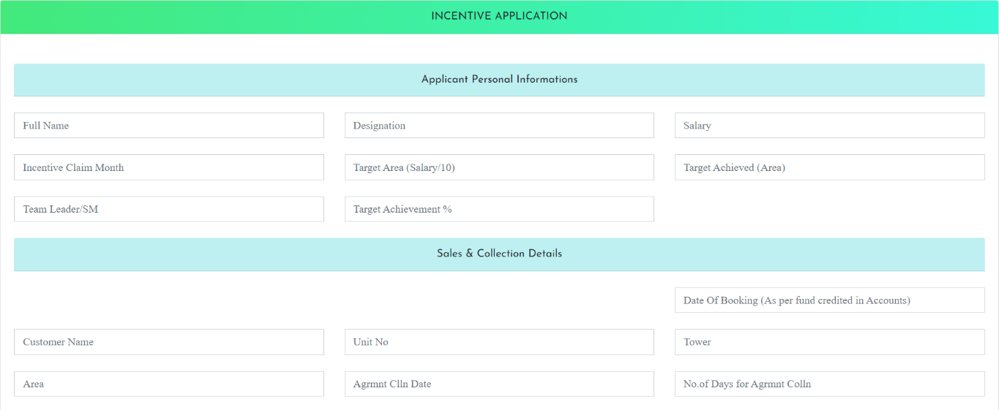 INCENTIVE APPLICATION
Applicant Personal Informations
Full Name
Designation
Salary
Incentive Claim Month
Target Area (Salary/10)
Target Achieved (Area)
Team Leader/SM
Target Achievement %
Sales & Collection Details
Date Of Booking (As per fund credited in Accounts)
Customer Name
Unit No
Tower
Area
Agrmnt Clln Date
No.of Days for Agrmnt Colln